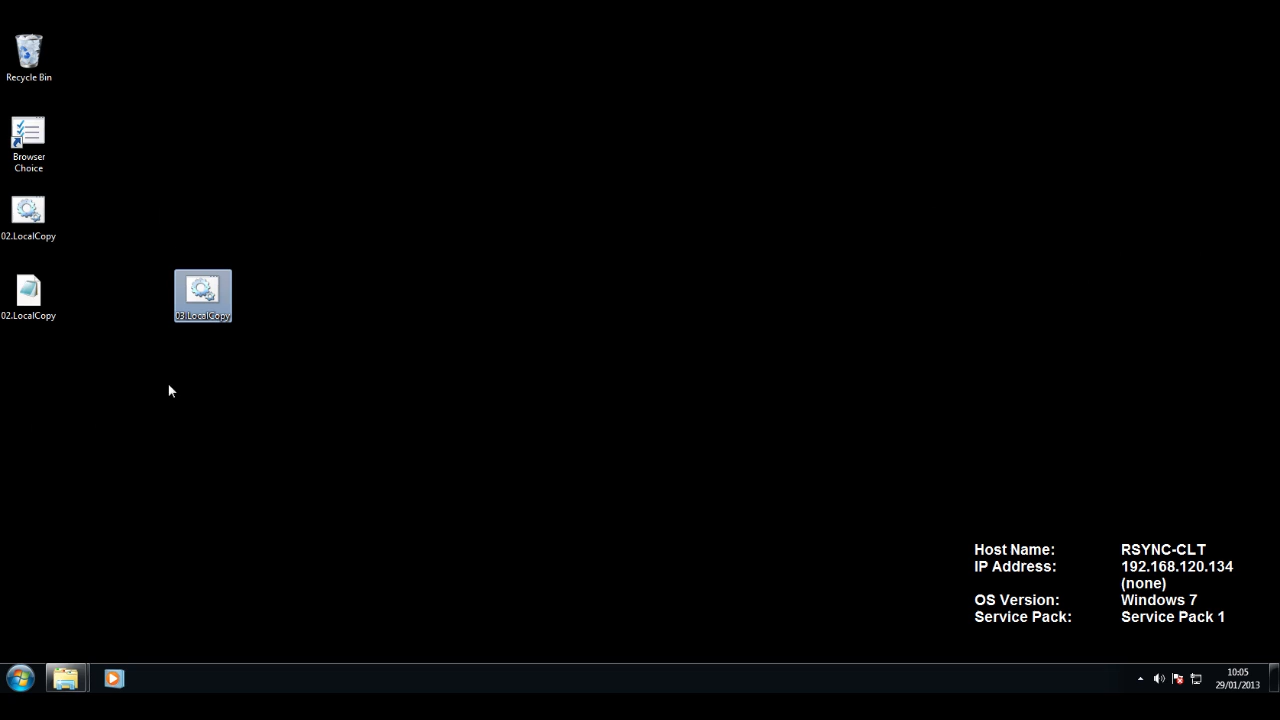 Recycle Bin
Browser
Choice
02.LocalCopy
02.LocalCopy
03.LocalCopy
Host Name: RSYNC-CLT
IP Address: 192.168.120.134
(none)
OS Version: Windows 7
Service Pack: Service Pack 1
10:05
29/01/2013